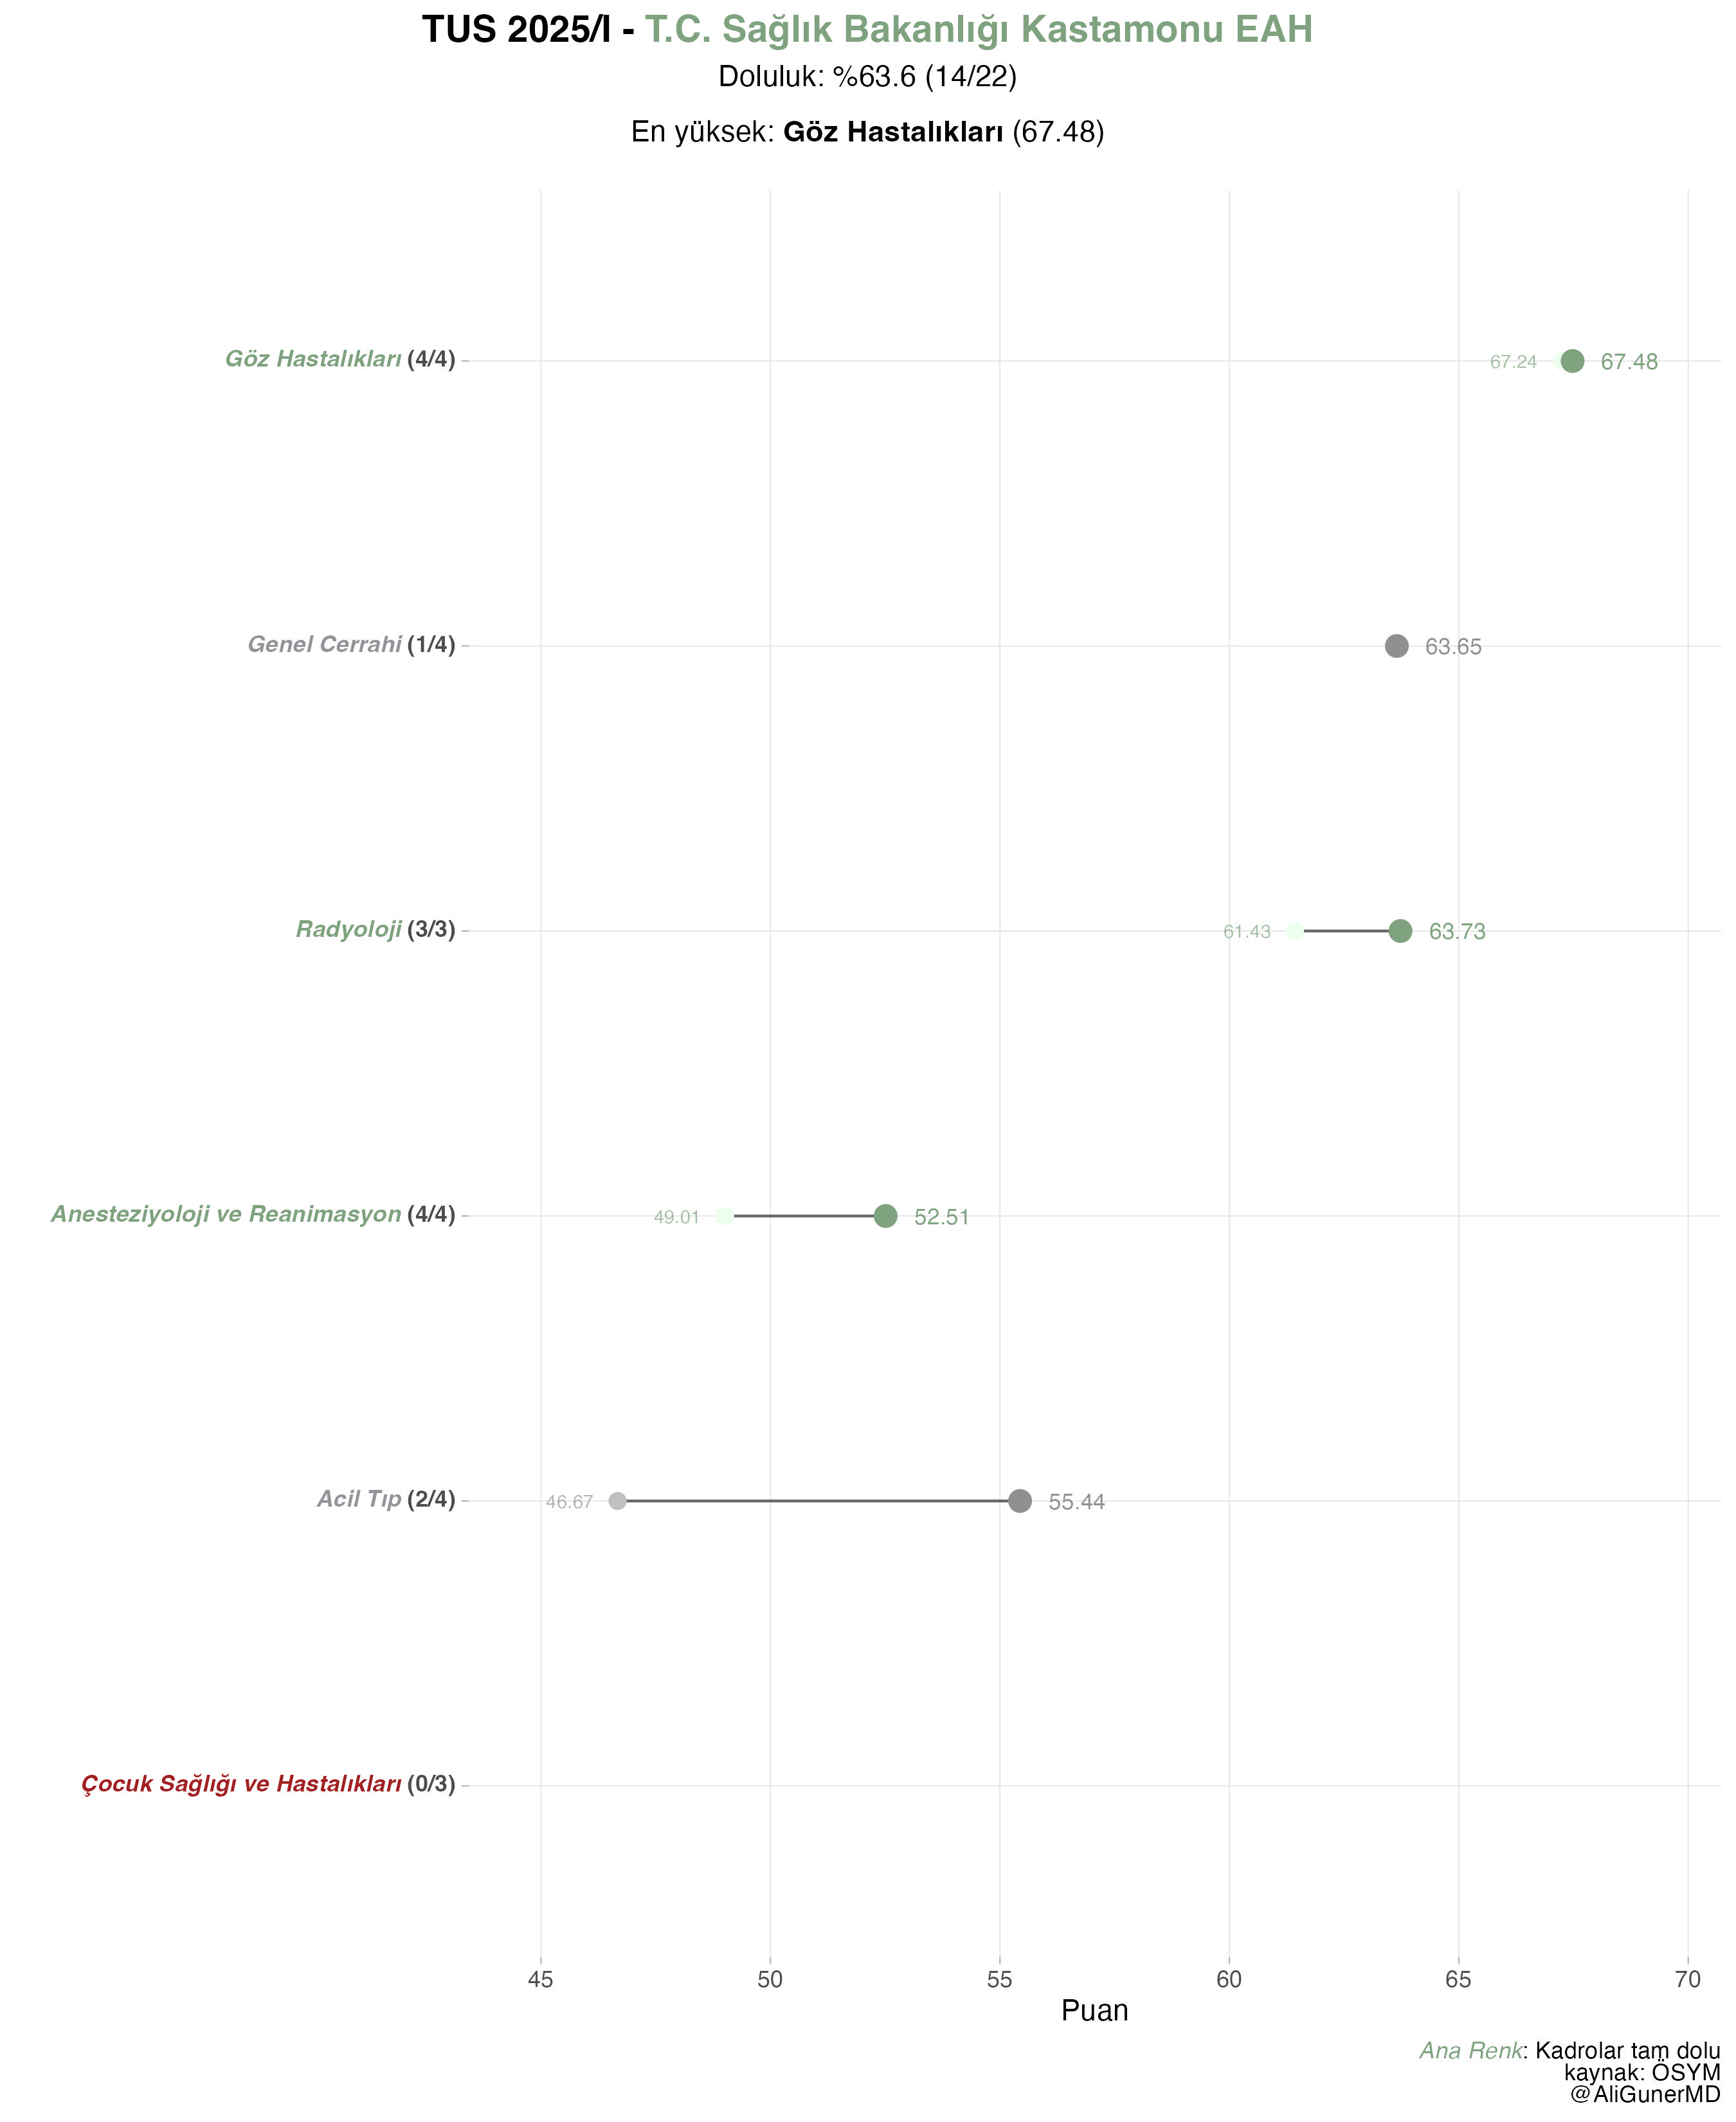 TUS 2025/I - T.C. Sağlık Bakanlığı Kastamonu EAH
Doluluk: %63.6 (14/22)
En yüksek: Göz Hastalıkları (67.48)
Göz Hastalıkları (4/4) 67.24 67.48
Genel Cerrahi (1/4) 63.65
Radyoloji (3/3) 61.43 63.73
Anesteziyoloji ve Reanimasyon (4/4) 49.01 52.51
Acil Tıp (2/4) 46.67 55.44
Çocuk Sağlığı ve Hastalıkları (0/3)
45 50 55 60 65 70
Puan
Ana Renk: Kadrolar tam dolu
kaynak: ÖSYM
@AliGunerMD